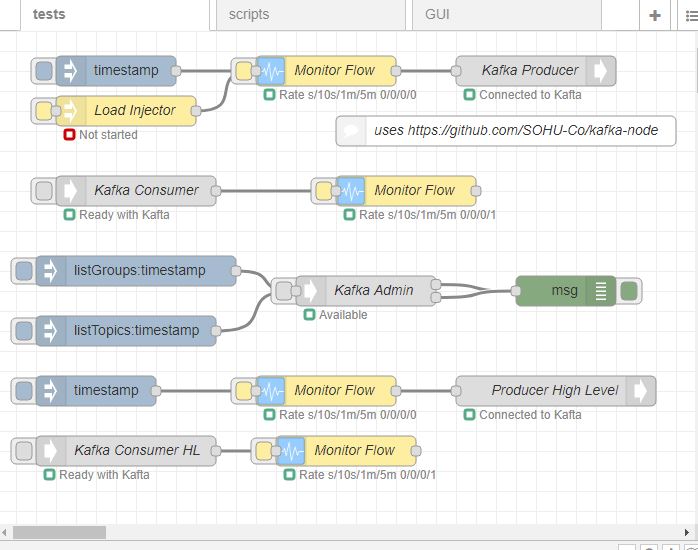 tests
scripts
GUI
timestamp
Monitor Flow
Kafka Producer
Rate s/10s/1m/5m 0/0/0/0
Connected to Kafta
Load Injector
Not started
uses https://github.com/SOHU-Co/kafka-node
Kafka Consumer
Monitor Flow
Ready with Kafta
Rate s/10s/1m/5m 0/0/0/1
listGroups:timestamp
Kafka Admin
msg
Available
listTopics:timestamp
timestamp
Monitor Flow
Producer High Level
Rate s/10s/1m/5m 0/0/0/0
Connected to Kafta
Kafka Consumer HL
Monitor Flow
Ready with Kafta
Rate s/10s/1m/5m 0/0/0/1